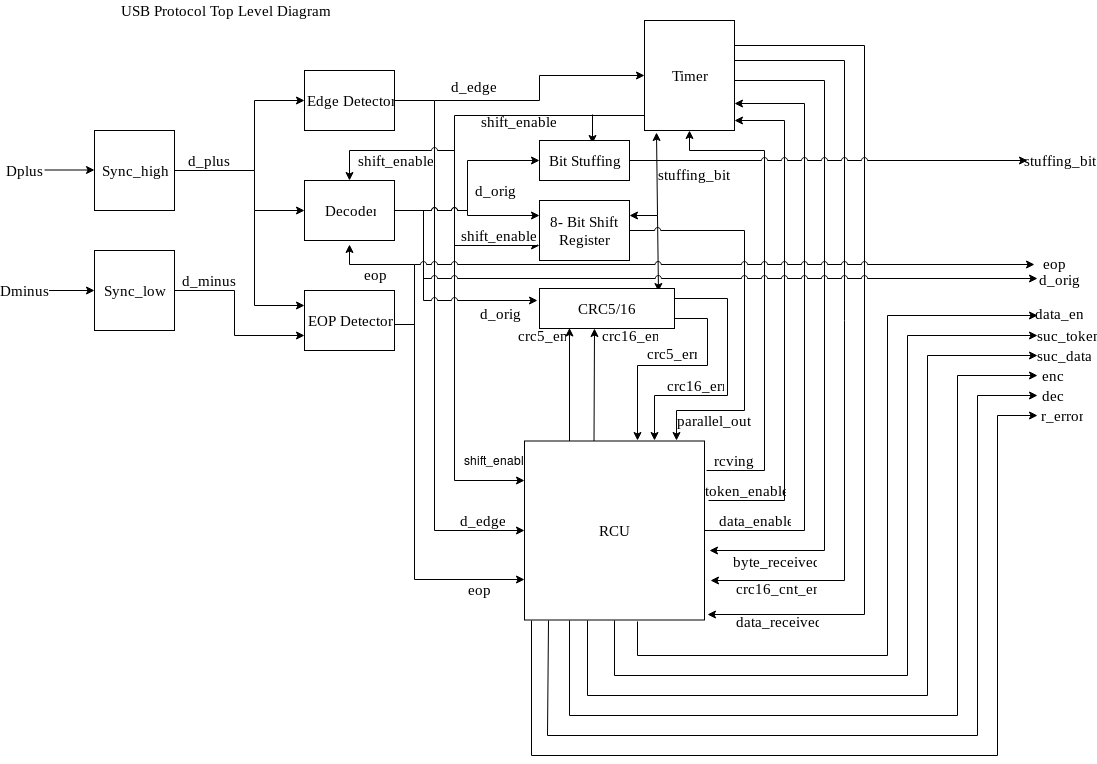 USB Protocol Top Level Diagram
Timer
d_edge
Edge Detector
shift_enable
shift_enable
Bit Stuffing
stuffing_bit
Dplus
Sync_high
d_plus
stuffing_bit
d_orig
Decoder
8- Bit Shift
Register
shift_enable
eop
eop
d_minus
d_orig
Dminus
Sync_low
CRC5/16
d_orig
data_en
EOP Detector
crc5_en
crc16_en
suc_token
crc5_err
suc_data
enc
crc16_err
dec
parallel_out
r_error
shift_enabl
rcving
token_enable
d_edge
RCU
data_enable
byte_received
eop
crc16_cnt_en
data_received